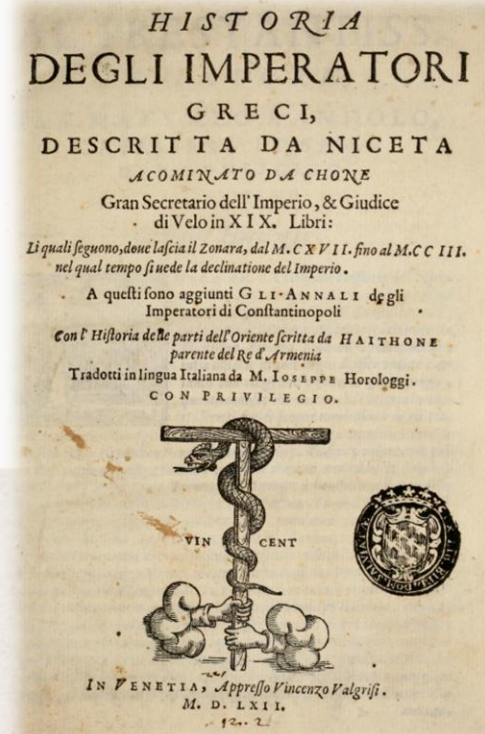 HISTORIA
DEGLI IMPERATORI
GRECI,
DESCRITTA DA NICETA
ACOMINATO DA CHONE
Gran Secretario dell'Imperio, & Giudice
di Velo in XIX. Libri:
Li quali ſeguono, doue laſcia il Zonara, dal M. CXVII. fino al M.CC III.
nel qual tempo ſi uede la declinatione del Imperio.
A queſti ſono aggiunti GLI ANNALI degli
Imperatori di Conſtantinopoli
Con l'Hiſtoria delle parti dell'Oriente ſcritta da HAITHONE
parente del Re d'Armenia
Tradotti in lingua Italiana da M. IOSEPPE Horologgi.
CON PRIVILEGIO.
VIN CENT
IN VENETIA, Appreſſo Vincenzo Valgriſi.
M. D. LXII.